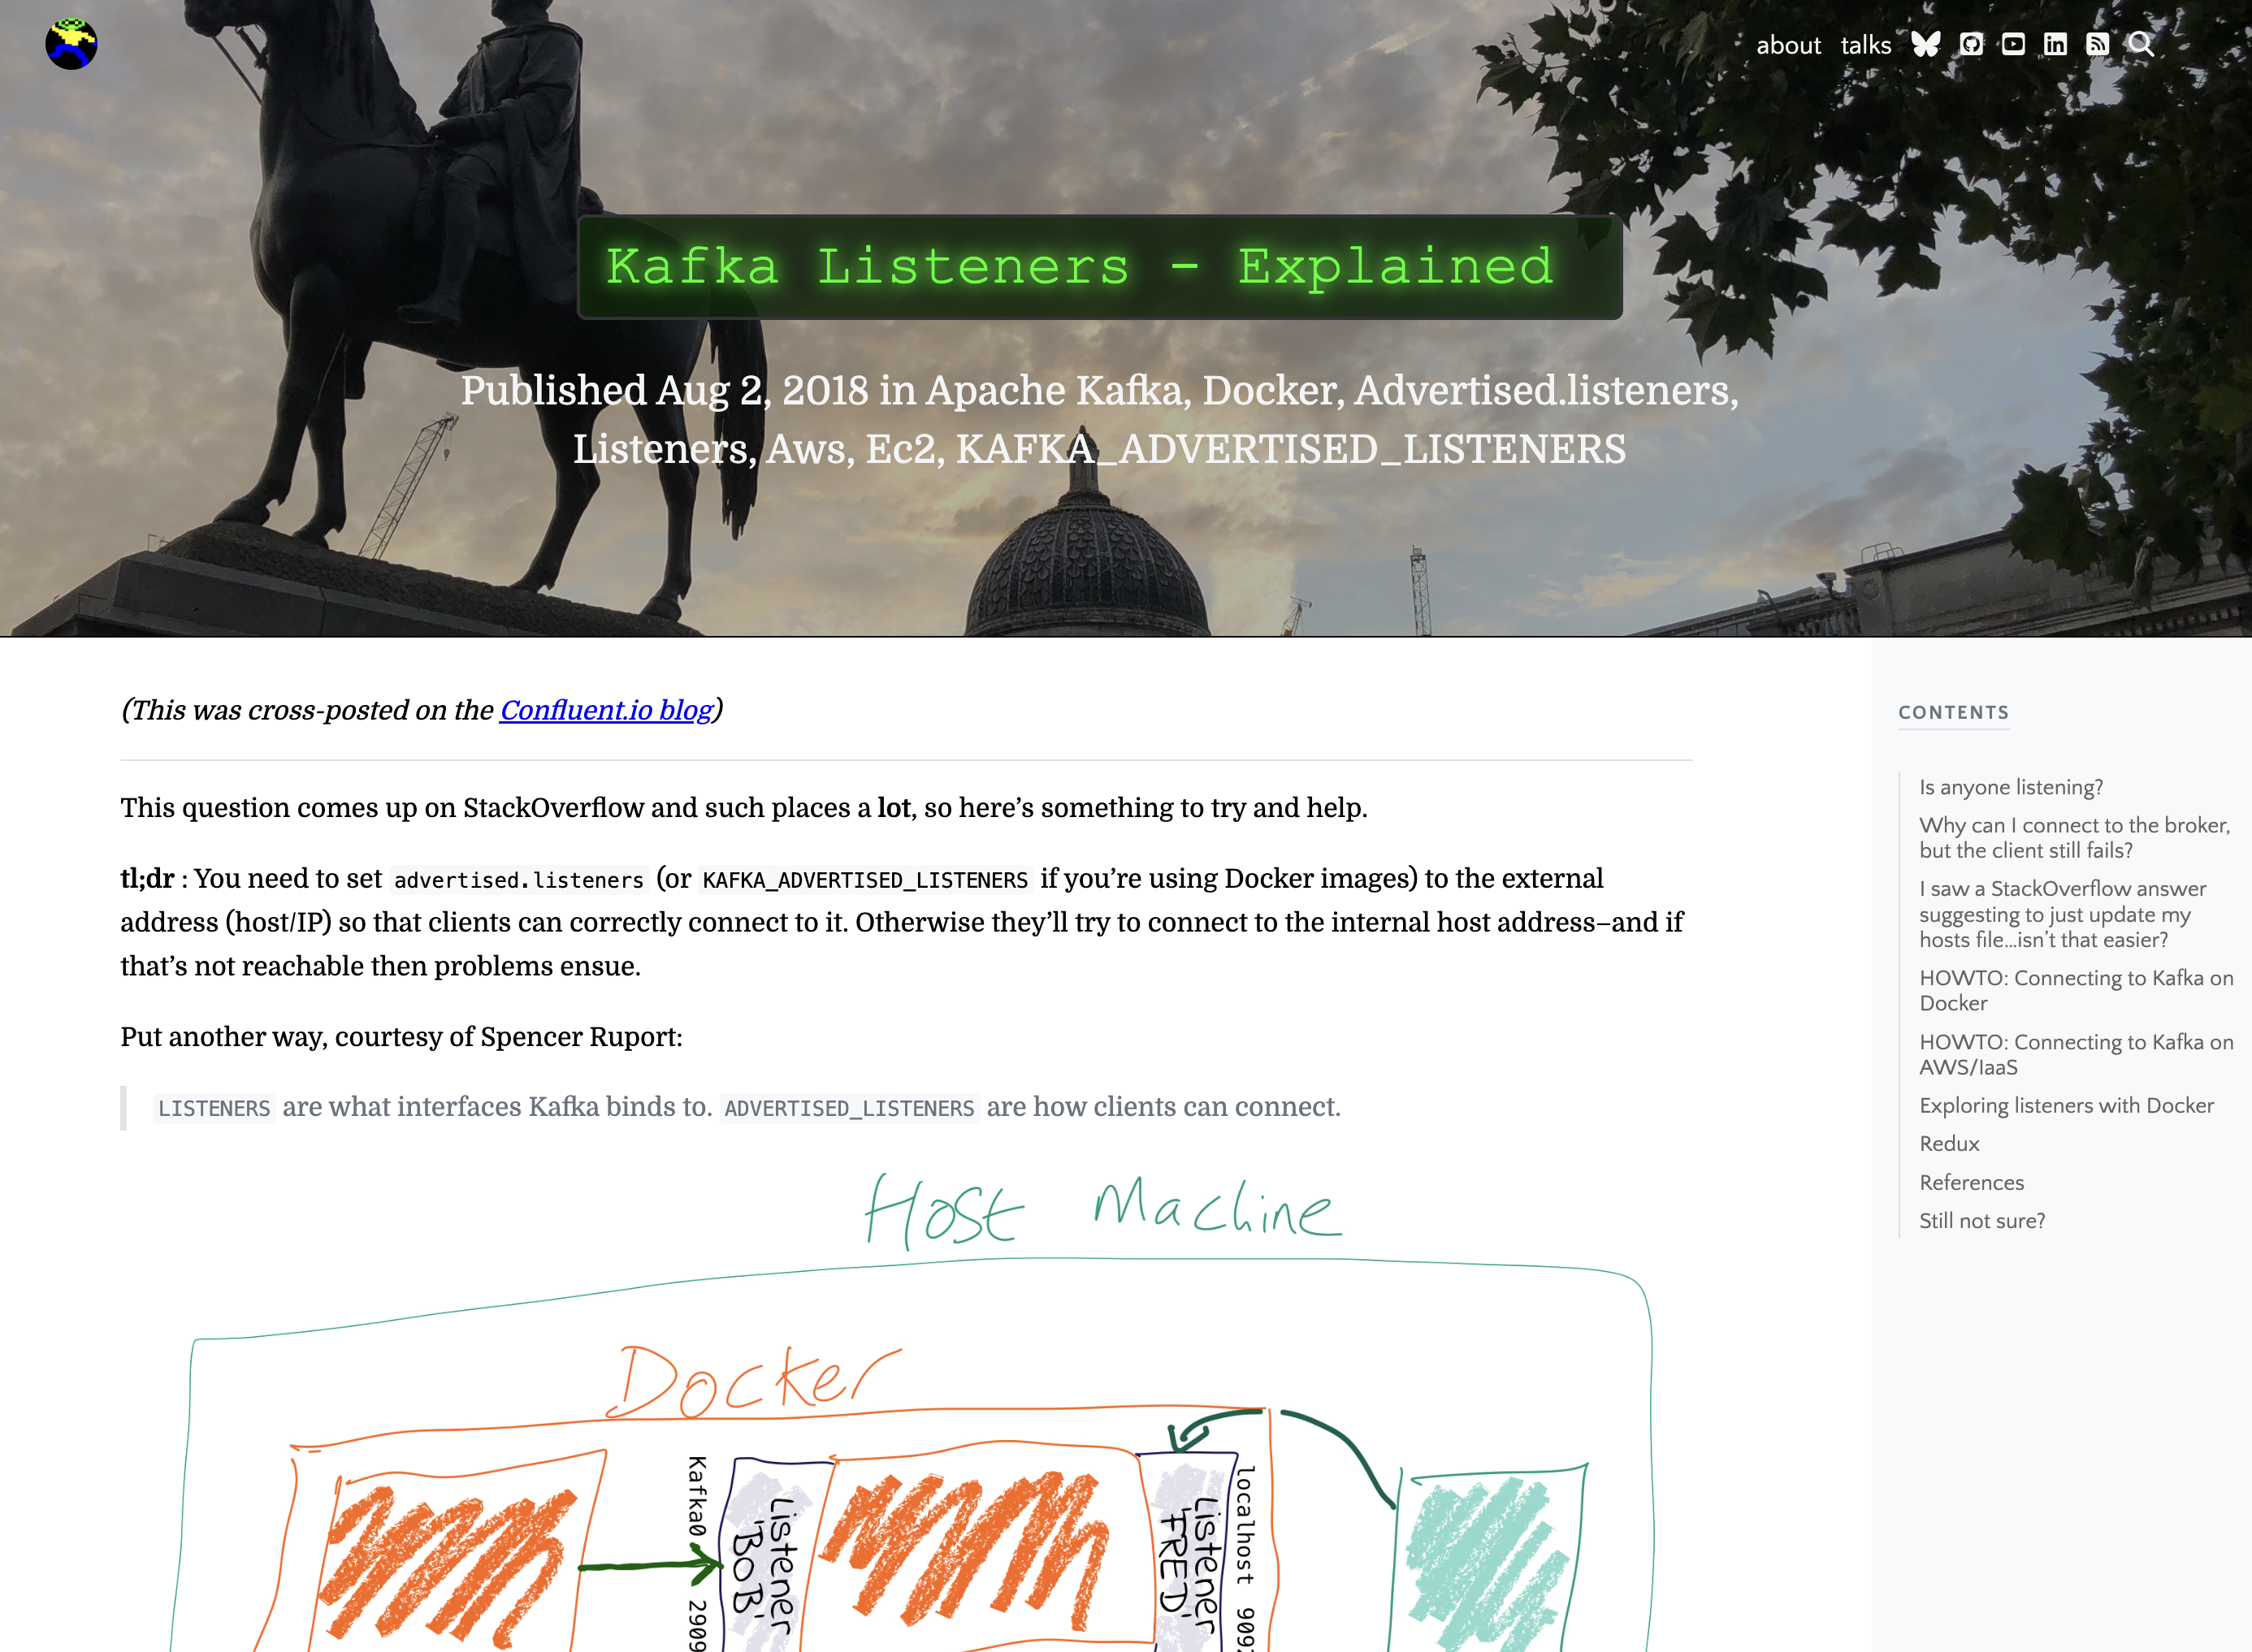 about talks
Kafka Listeners - Explained
Published Aug 2, 2018 in Apache Kafka, Docker, Advertised.listeners,
Listeners, Aws, Ec2, KAFKA_ADVERTISED_LISTENERS
(This was cross-posted on the Confluent.io blog)
This question comes up on StackOverflow and such places a lot, so here’s something to try and help.
tl;dr : You need to set advertised.listeners (or KAFKA_ADVERTISED_LISTENERS if you’re using Docker images) to the external
address (host/IP) so that clients can correctly connect to it. Otherwise they’ll try to connect to the internal host address–and if
that’s not reachable then problems ensue.
Put another way, courtesy of Spencer Ruport:
LISTENERS are what interfaces Kafka binds to. ADVERTISED_LISTENERS are how clients can connect.
Host Machine
Docker
Kafka0
Listener
'BOB'
Listener
'FRED'
localhost
CONTENTS
Is anyone listening?
Why can I connect to the broker,
but the client still fails?
I saw a StackOverflow answer
suggesting to just update my
hosts file…isn’t that easier?
HOWTO: Connecting to Kafka on
Docker
HOWTO: Connecting to Kafka on
AWS/IaaS
Exploring listeners with Docker
Redux
References
Still not sure?